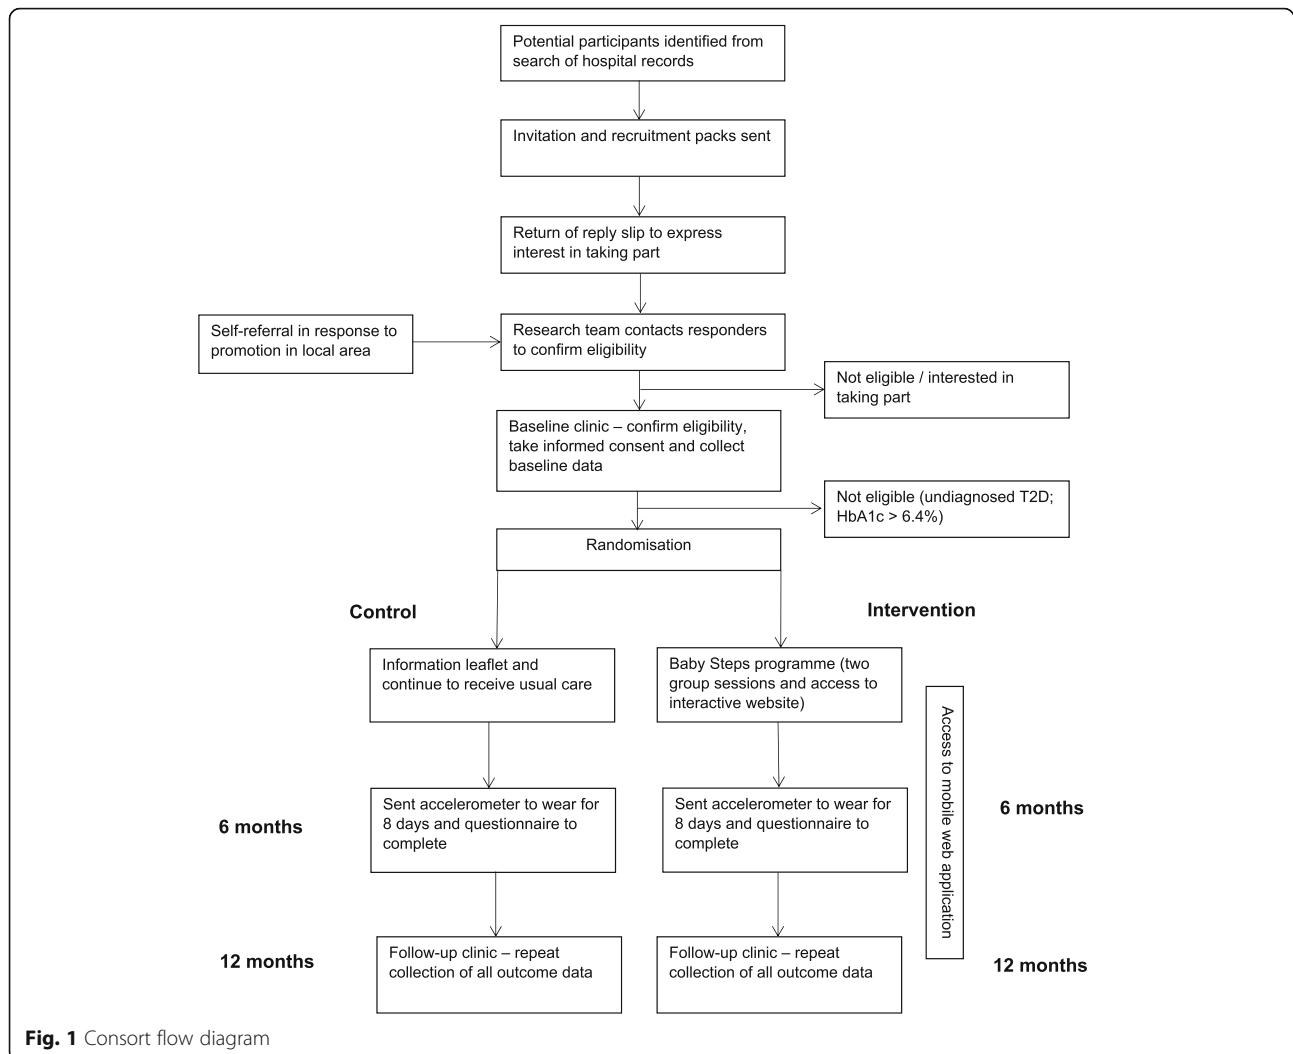 Potential participants identified from
search of hospital records
Invitation and recruitment packs sent
Return of reply slip to express
interest in taking part
Self-referral in response to
promotion in local area
Research team contacts responders
to confirm eligibility
Not eligible / interested in
taking part
Baseline clinic – confirm eligibility,
take informed consent and collect
baseline data
Not eligible (undiagnosed T2D;
HbA1c > 6.4%)
Randomisation
Control
Intervention
Information leaflet and
continue to receive usual care
Baby Steps programme (two
group sessions and access to
interactive website)
Access to mobile web application
6 months
Sent accelerometer to wear for
8 days and questionnaire to
complete
Sent accelerometer to wear for
8 days and questionnaire to
complete
6 months
12 months
Follow-up clinic – repeat
collection of all outcome data
Follow-up clinic – repeat
collection of all outcome data
12 months
Fig. 1 Consort flow diagram